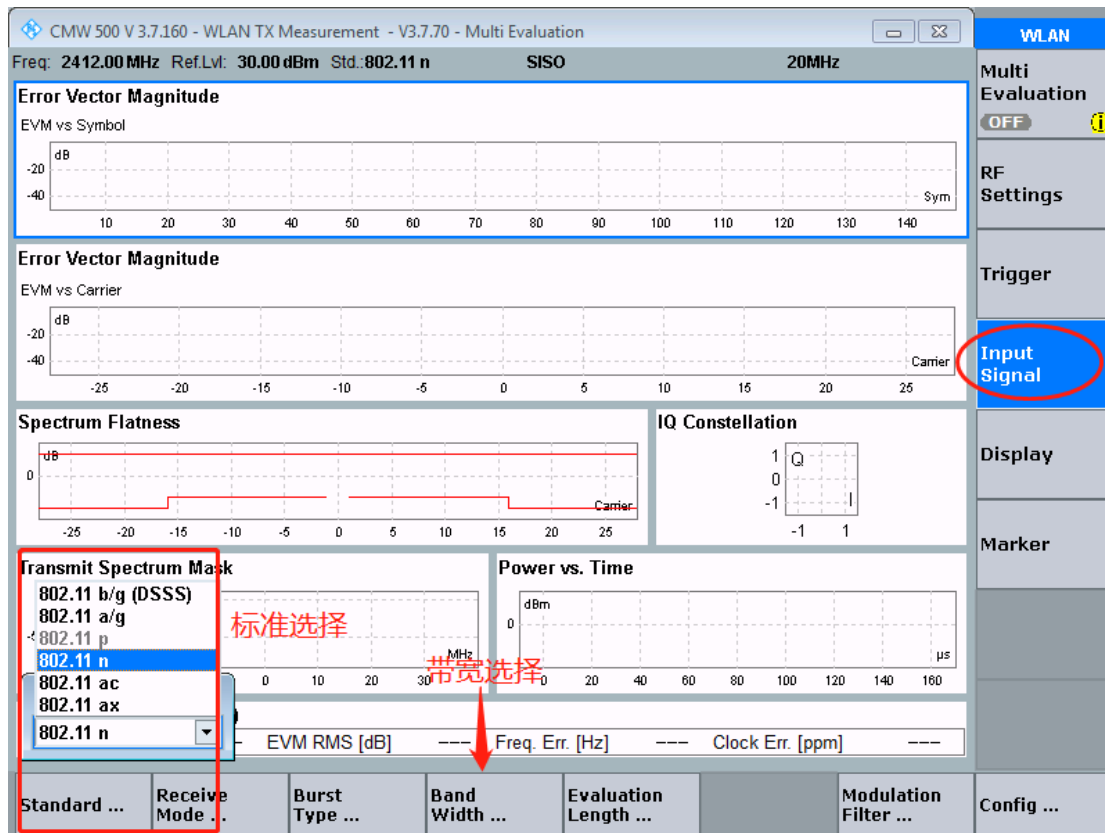 CMW 500 V 3.7.160 - WLAN TX Measurement - V3.7.70 - Multi Evaluation
WLAN
Freq: 2412.00 MHz Ref.Lvl: 30.00 dBm Std.:802.11 n SISO 20MHz
Multi
Evaluation
OFF
i
Error Vector Magnitude
EVM vs Symbol
dB
-20
-40
Sym
10 20 30 40 50 60 70 80 90 100 110 120 130 140
RF
Settings
Error Vector Magnitude
EVM vs Carrier
dB
-20
-40
Carrier
-25 -20 -15 -10 -5 0 5 10 15 20 25
Trigger
Input
Signal
Spectrum Flatness
dB
0
Carrier
-25 -20 -15 -10 -5 0 5 10 15 20 25
IQ Constellation
1 Q
0
-1 I
-1 1
Display
Marker
Transmit Spectrum Mask
802.11 b/g (DSSS)
802.11 a/g
802.11 p
802.11 n
802.11 ac
802.11 ax
802.11 n
标准选择
MHz
0 10 20 30
带宽选择
Power vs. Time
dBm
0
µs
0 20 40 60 80 100 120 140 160
EVM RMS [dB] --- Freq. Err. [Hz] --- Clock Err. [ppm] ---
Standard ...
Receive
Mode ...
Burst
Type ...
Band
Width ...
Evaluation
Length ...
Modulation
Filter ...
Config ...